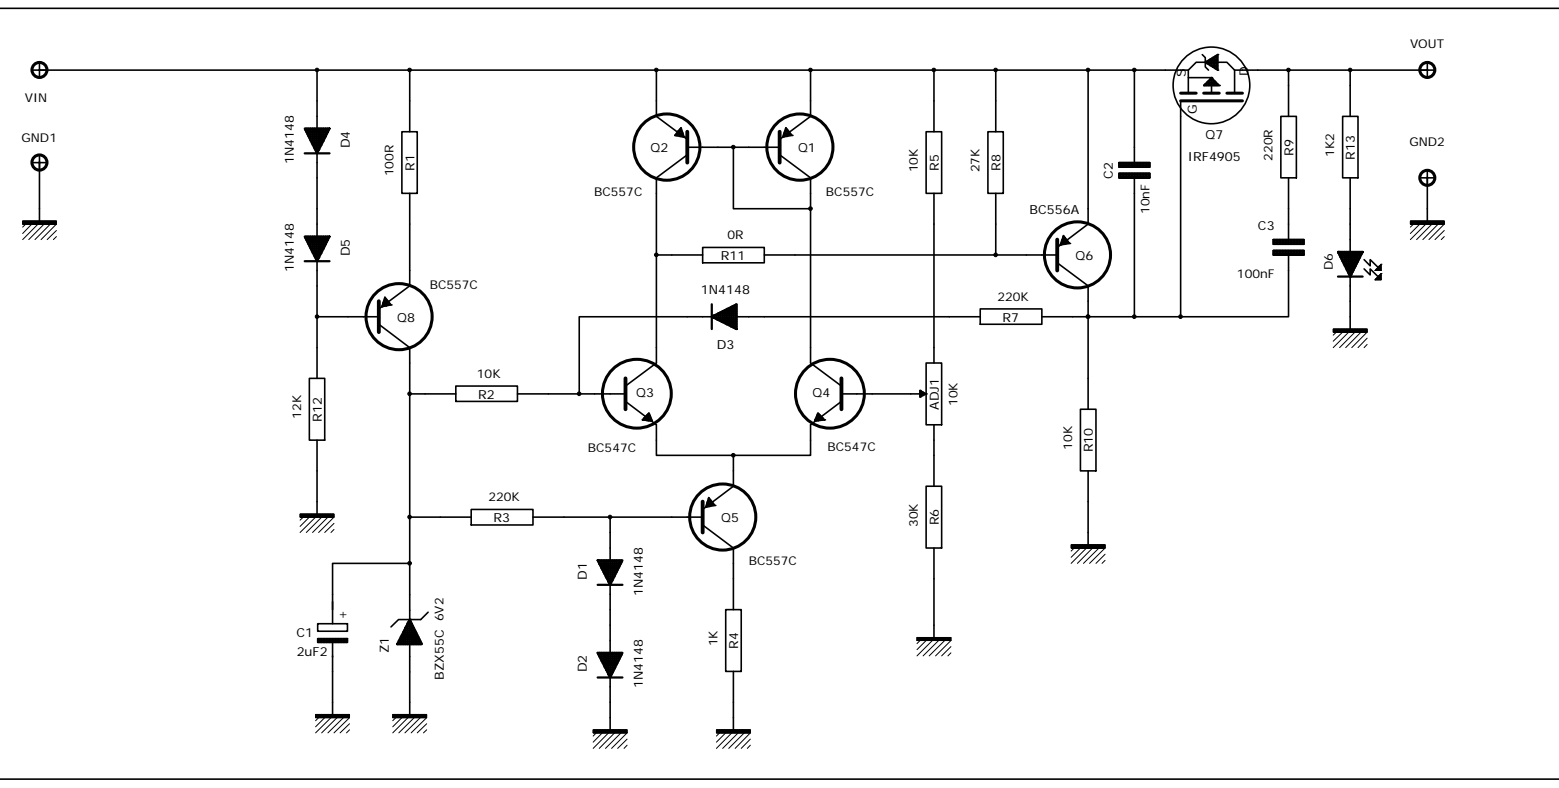 VIN
GND1
1N4148
D4
1N4148
D5
100R
R1
BC557C
Q8
12K
R12
10K
R2
220K
R3
C1
+
2uF2
Z1
BZX55C 6V2
D1
1N4148
D2
1N4148
Q2
BC557C
Q1
BC557C
0R
R11
1N4148
D3
Q3
BC547C
Q4
BC547C
Q5
BC557C
1K
R4
10K
R5
27K
R8
ADJ1
10K
30K
R6
BC556A
Q6
220K
R7
10K
R10
C2
10nF
S
D
G
Q7
IRF4905
220R
R9
C3
100nF
1K2
R13
D6
VOUT
GND2